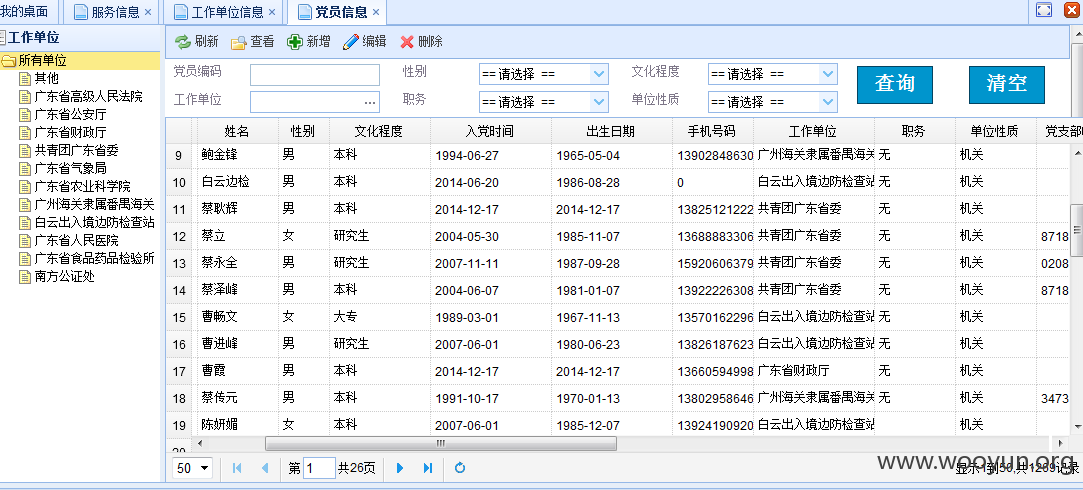 我的桌面 服务信息 × 工作单位信息 × 党员信息 ×
工作单位
所有单位
其他
广东省高级人民法院
广东省公安厅
广东省财政厅
共青团广东省委
广东省气象局
广东省农业科学院
广州海关隶属番禺海关
白云出入境边防检查站
广东省人民医院
广东省食品药品检验所
南方公证处
刷新 查看 新增 编辑 删除
党员编码 性别 ==请选择 == 文化程度 ==请选择 == 查询 清空
工作单位 ... 职务 ==请选择 == 单位性质 ==请选择 ==
姓名 性别 文化程度 入党时间 出生日期 手机号码 工作单位 职务 单位性质 党支部
9 鲍金锋 男 本科 1994-06-27 1965-05-04 13902848630 广州海关隶属番禺海关 无 机关
10 白云边检 男 本科 2014-06-20 1986-08-28 0 白云出入境边防检查站 无 机关
11 蔡耿辉 男 本科 2014-12-17 2014-12-17 13825121222 共青团广东省委 无 机关
12 蔡立 女 研究生 2004-05-30 1985-11-07 13688883306 共青团广东省委 无 机关 8718
13 蔡永全 男 研究生 2007-11-11 1987-09-28 15920606379 共青团广东省委 无 机关 0208
14 蔡泽峰 男 本科 2004-06-07 1981-01-07 13922226308 共青团广东省委 无 机关 8718
15 曹畅文 女 大专 1989-03-01 1967-11-13 13570162296 白云出入境边防检查站 无 机关
16 曹进峰 男 研究生 2007-06-01 1980-06-23 13826187623 白云出入境边防检查站 无 机关
17 曹霞 男 本科 2014-12-17 2014-12-17 13660594998 广东省财政厅 无 机关
18 蔡传元 男 本科 1991-10-17 1970-01-13 13802958646 广州海关隶属番禺海关 无 机关 3473
19 陈妍媚 女 本科 2007-06-01 1985-12-07 13924190920 白云出入境边防检查站 无 机关
20
50 第 1 共26页 显示1到50,共1269记录
www.wooyun.org